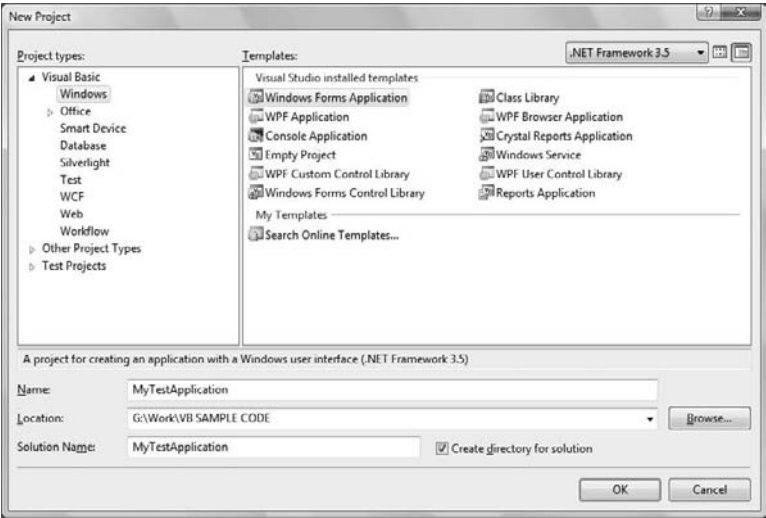 New Project
Project types:
Templates:
.NET Framework 3.5
Visual Basic
Windows
Office
Smart Device
Database
Silverlight
Test
WCF
Web
Workflow
Other Project Types
Test Projects
Visual Studio installed templates
Windows Forms Application
Class Library
WPF Application
WPF Browser Application
Console Application
Crystal Reports Application
Empty Project
Windows Service
WPF Custom Control Library
WPF User Control Library
Windows Forms Control Library
Reports Application
My Templates
Search Online Templates...
A project for creating an application with a Windows user interface (.NET Framework 3.5)
Name:
MyTestApplication
Location:
G:\Work\VB SAMPLE CODE
Browse...
Solution Name:
MyTestApplication
Create directory for solution
OK
Cancel